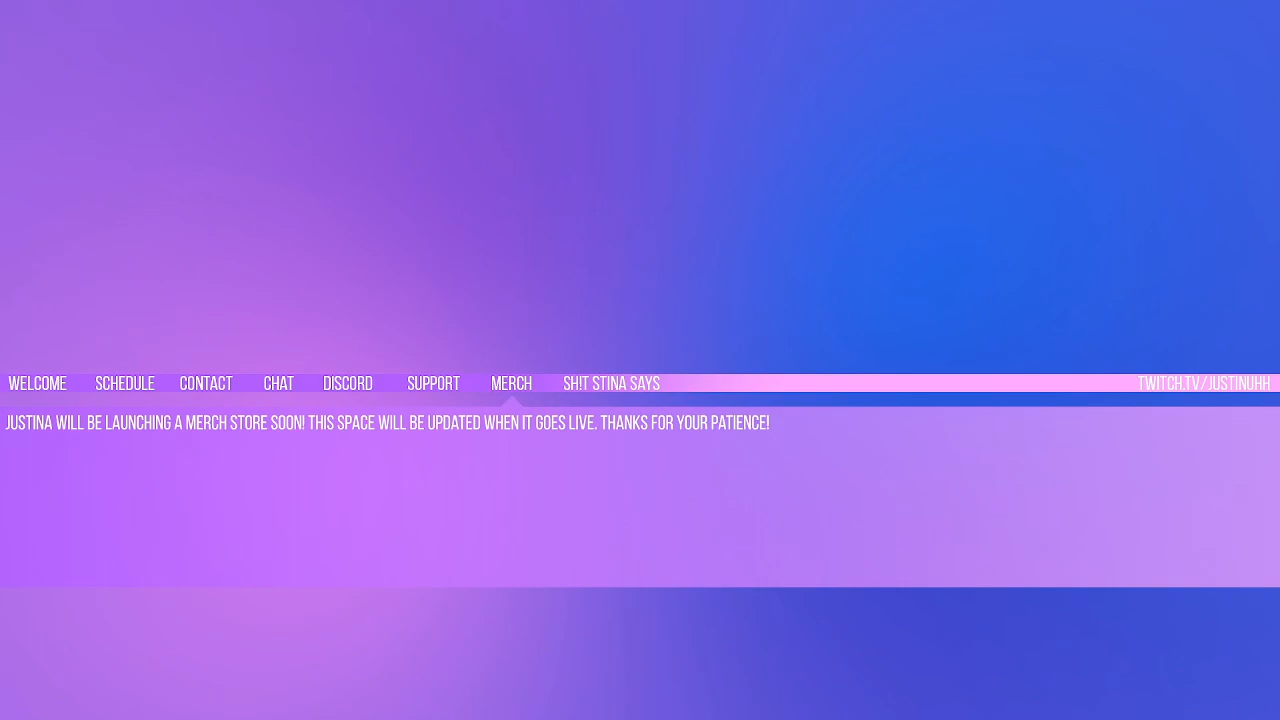 WELCOME SCHEDULE CONTACT CHAT DISCORD SUPPORT MERCH SH!T STINA SAYS TWITCH.TV/JUSTINUHH
JUSTINA WILL BE LAUNCHING A MERCH STORE SOON! THIS SPACE WILL BE UPDATED WHEN IT GOES LIVE. THANKS FOR YOUR PATIENCE!